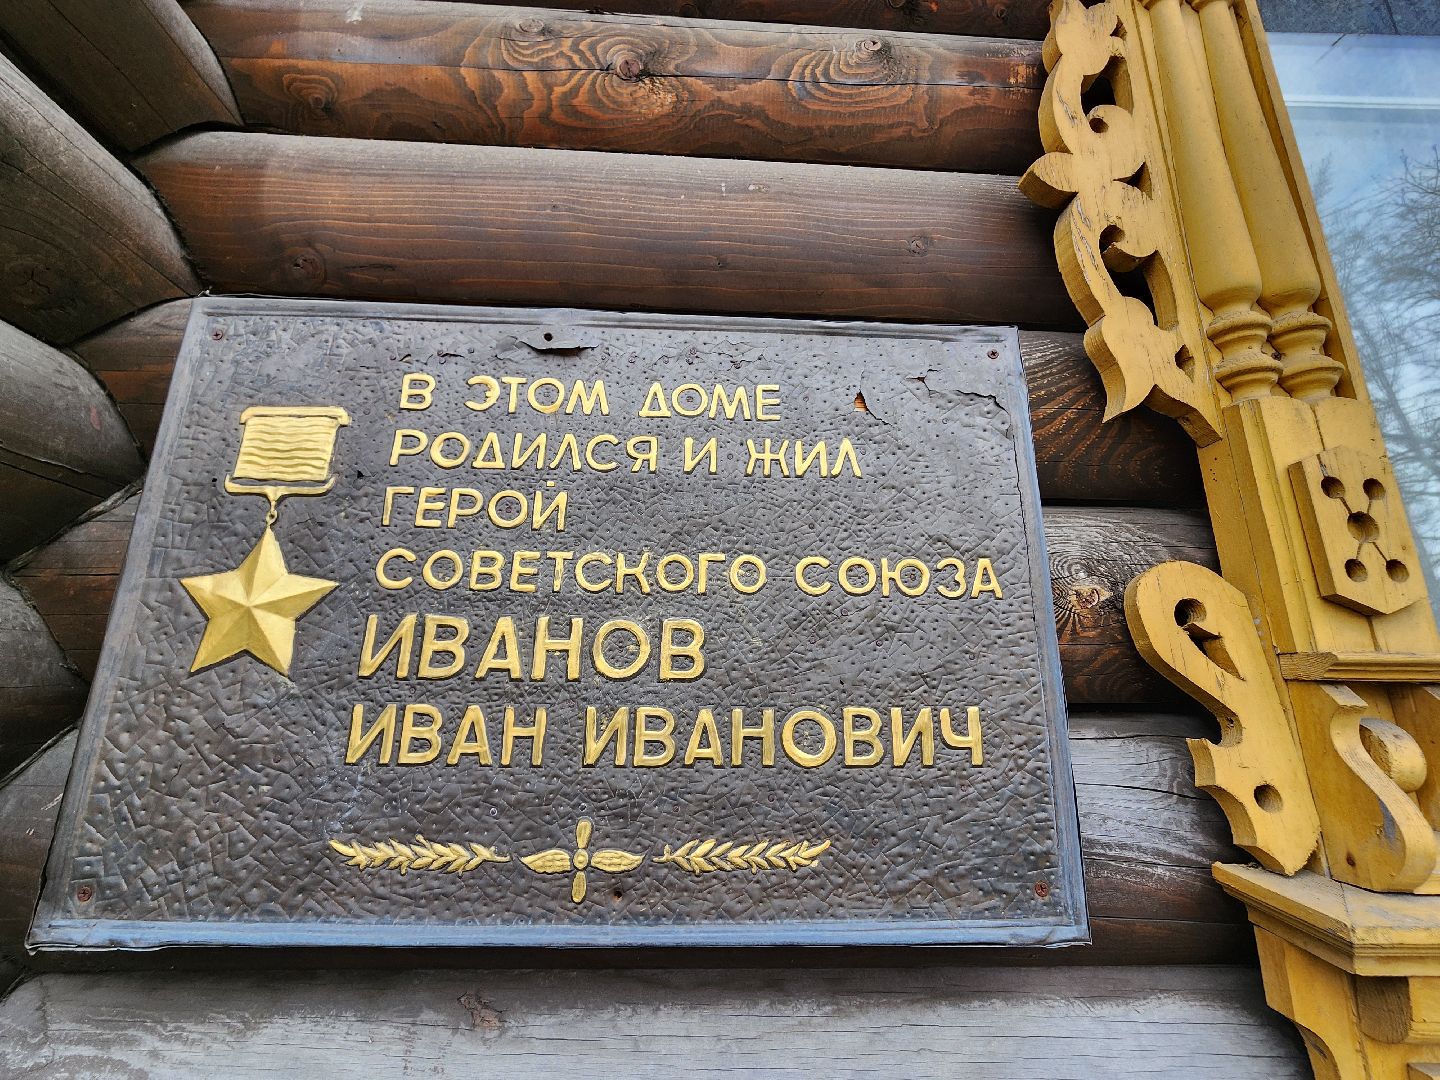 В ЭТОМ ДОМЕ
РОДИЛСЯ И ЖИЛ
ГЕРОЙ
СОВЕТСКОГО СОЮЗА
ИВАНОВ
ИВАН ИВАНОВИЧ